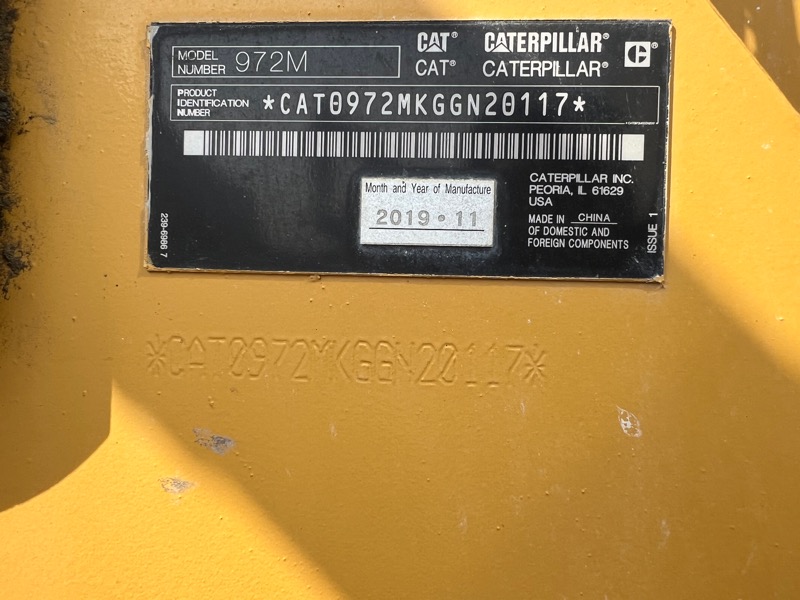 MODEL NUMBER 972M
CAT® CATERPILLAR® C®
CAT® CATERPILLAR®
PRODUCT IDENTIFICATION NUMBER *CAT0972MKGGN20117*
Month and Year of Manufacture
2019 • 11
CATERPILLAR INC.
PEORIA, IL 61629
USA
MADE IN CHINA
OF DOMESTIC AND
FOREIGN COMPONENTS
239-6986 7
ISSUE 1
*CAT0972MKGGN20117*